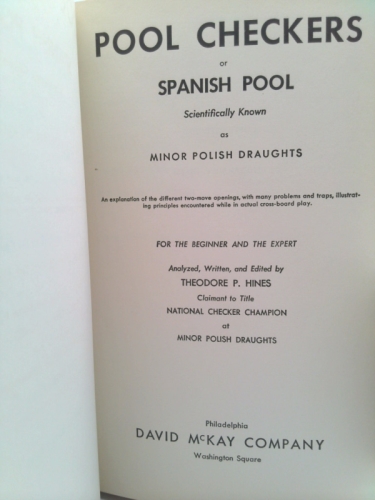 POOL CHECKERS
or
SPANISH POOL
Scientifically Known
as
MINOR POLISH DRAUGHTS
An explanation of the different two-move openings, with many problems and traps, illustrat-
ing principles encountered while in actual cross-board play.
FOR THE BEGINNER AND THE EXPERT
Analyzed, Written, and Edited by
THEODORE P. HINES
Claimant to Title
NATIONAL CHECKER CHAMPION
at
MINOR POLISH DRAUGHTS
Philadelphia
DAVID McKAY COMPANY
Washington Square